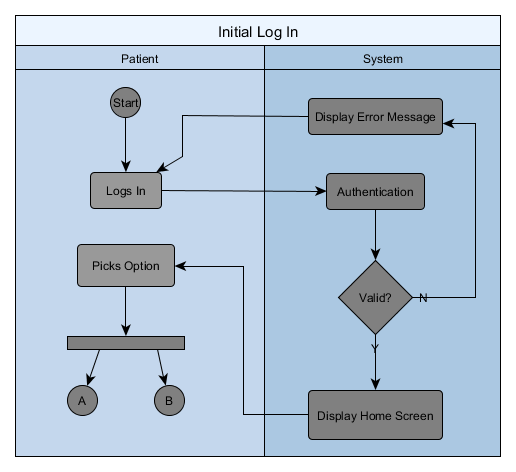 Initial Log In
Patient
System
Start
Display Error Message
Logs In
Authentication
Picks Option
Valid?
N
Y
A
B
Display Home Screen